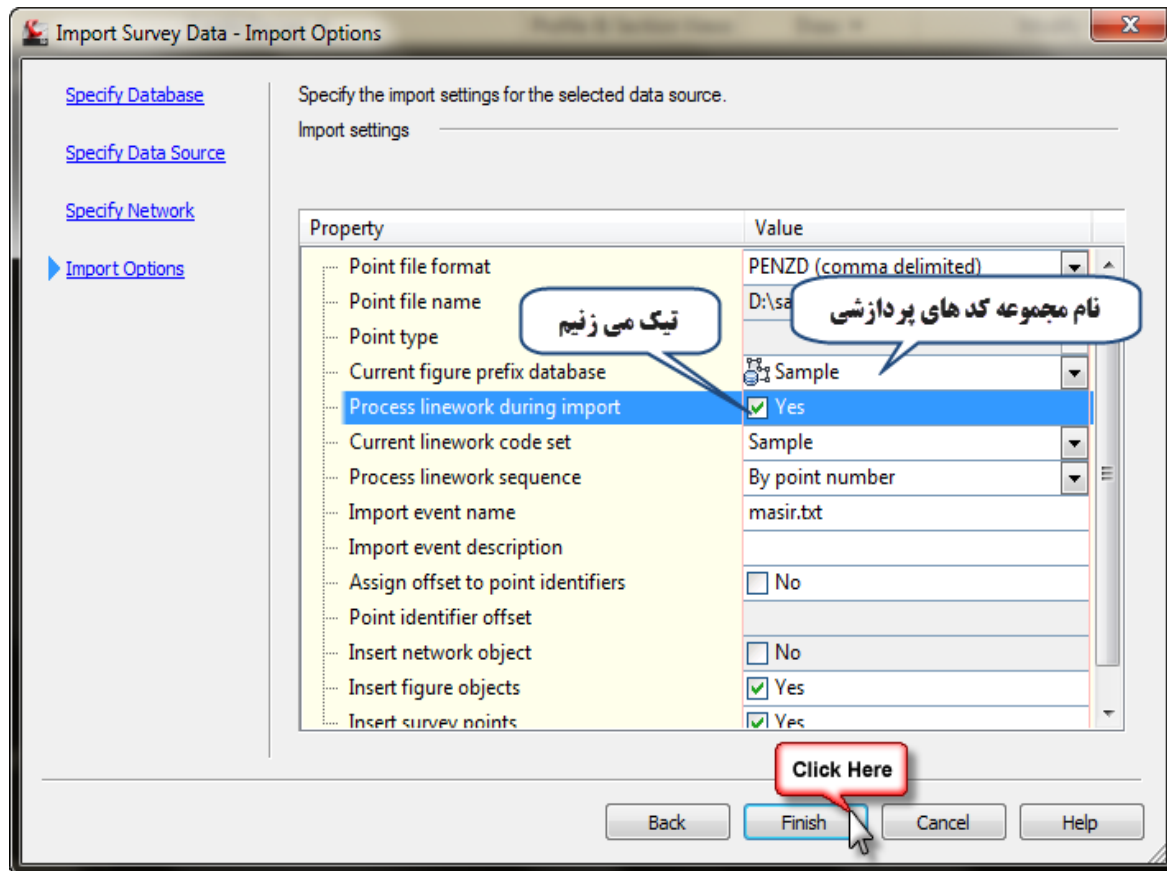 Import Survey Data - Import Options
Specify Database
Specify Data Source
Specify Network
Import Options
Specify the import settings for the selected data source.
Import settings
Property Value
Point file format PENZD (comma delimited)
Point file name D:\sa
Point type
تیک می زنیم
نام مجموعه کد های پردازشی
Current figure prefix database Sample
Process linework during import Yes
Current linework code set Sample
Process linework sequence By point number
Import event name masir.txt
Import event description
Assign offset to point identifiers No
Point identifier offset
Insert network object No
Insert figure objects Yes
Insert survey points Yes
Click Here
Back Finish Cancel Help